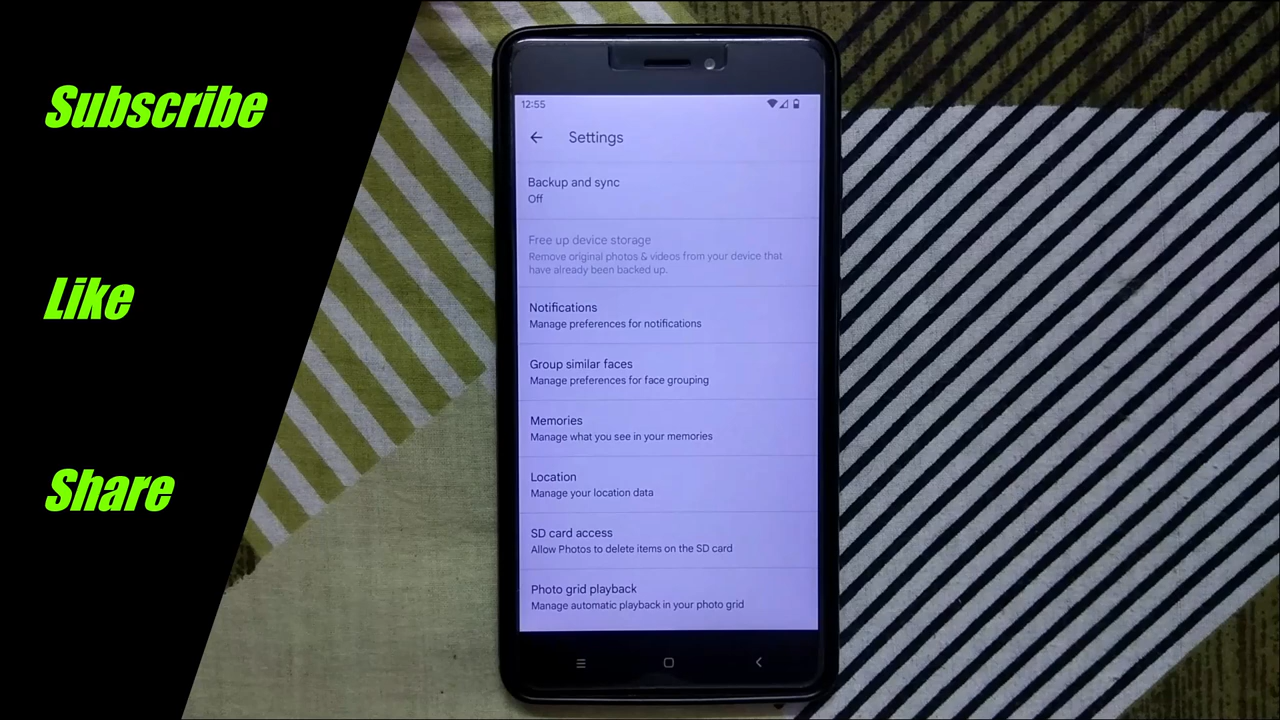 Subscribe
Like
Share
12:55
Settings
Backup and sync
Off
Free up device storage
Remove original photos & videos from your device that
have already been backed up.
Notifications
Manage preferences for notifications
Group similar faces
Manage preferences for face grouping
Memories
Manage what you see in your memories
Location
Manage your location data
SD card access
Allow Photos to delete items on the SD card
Photo grid playback
Manage automatic playback in your photo grid